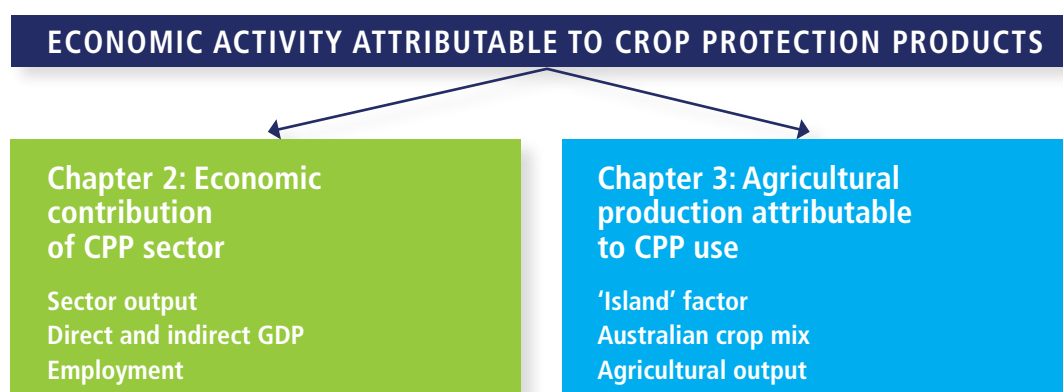 ECONOMIC ACTIVITY ATTRIBUTABLE TO CROP PROTECTION PRODUCTS
Chapter 2: Economic
contribution
of CPP sector
Sector output
Direct and indirect GDP
Employment
Chapter 3: Agricultural
production attributable
to CPP use
‘Island’ factor
Australian crop mix
Agricultural output